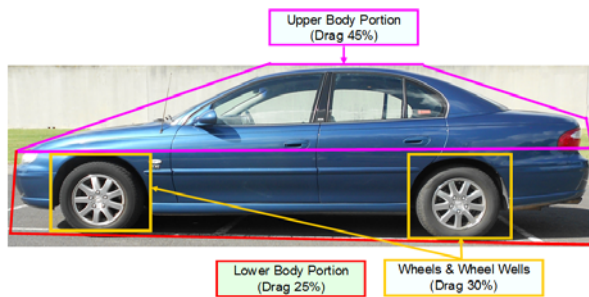 Upper Body Portion
(Drag 45%)
Lower Body Portion
(Drag 25%)
Wheels & Wheel Wells
(Drag 30%)